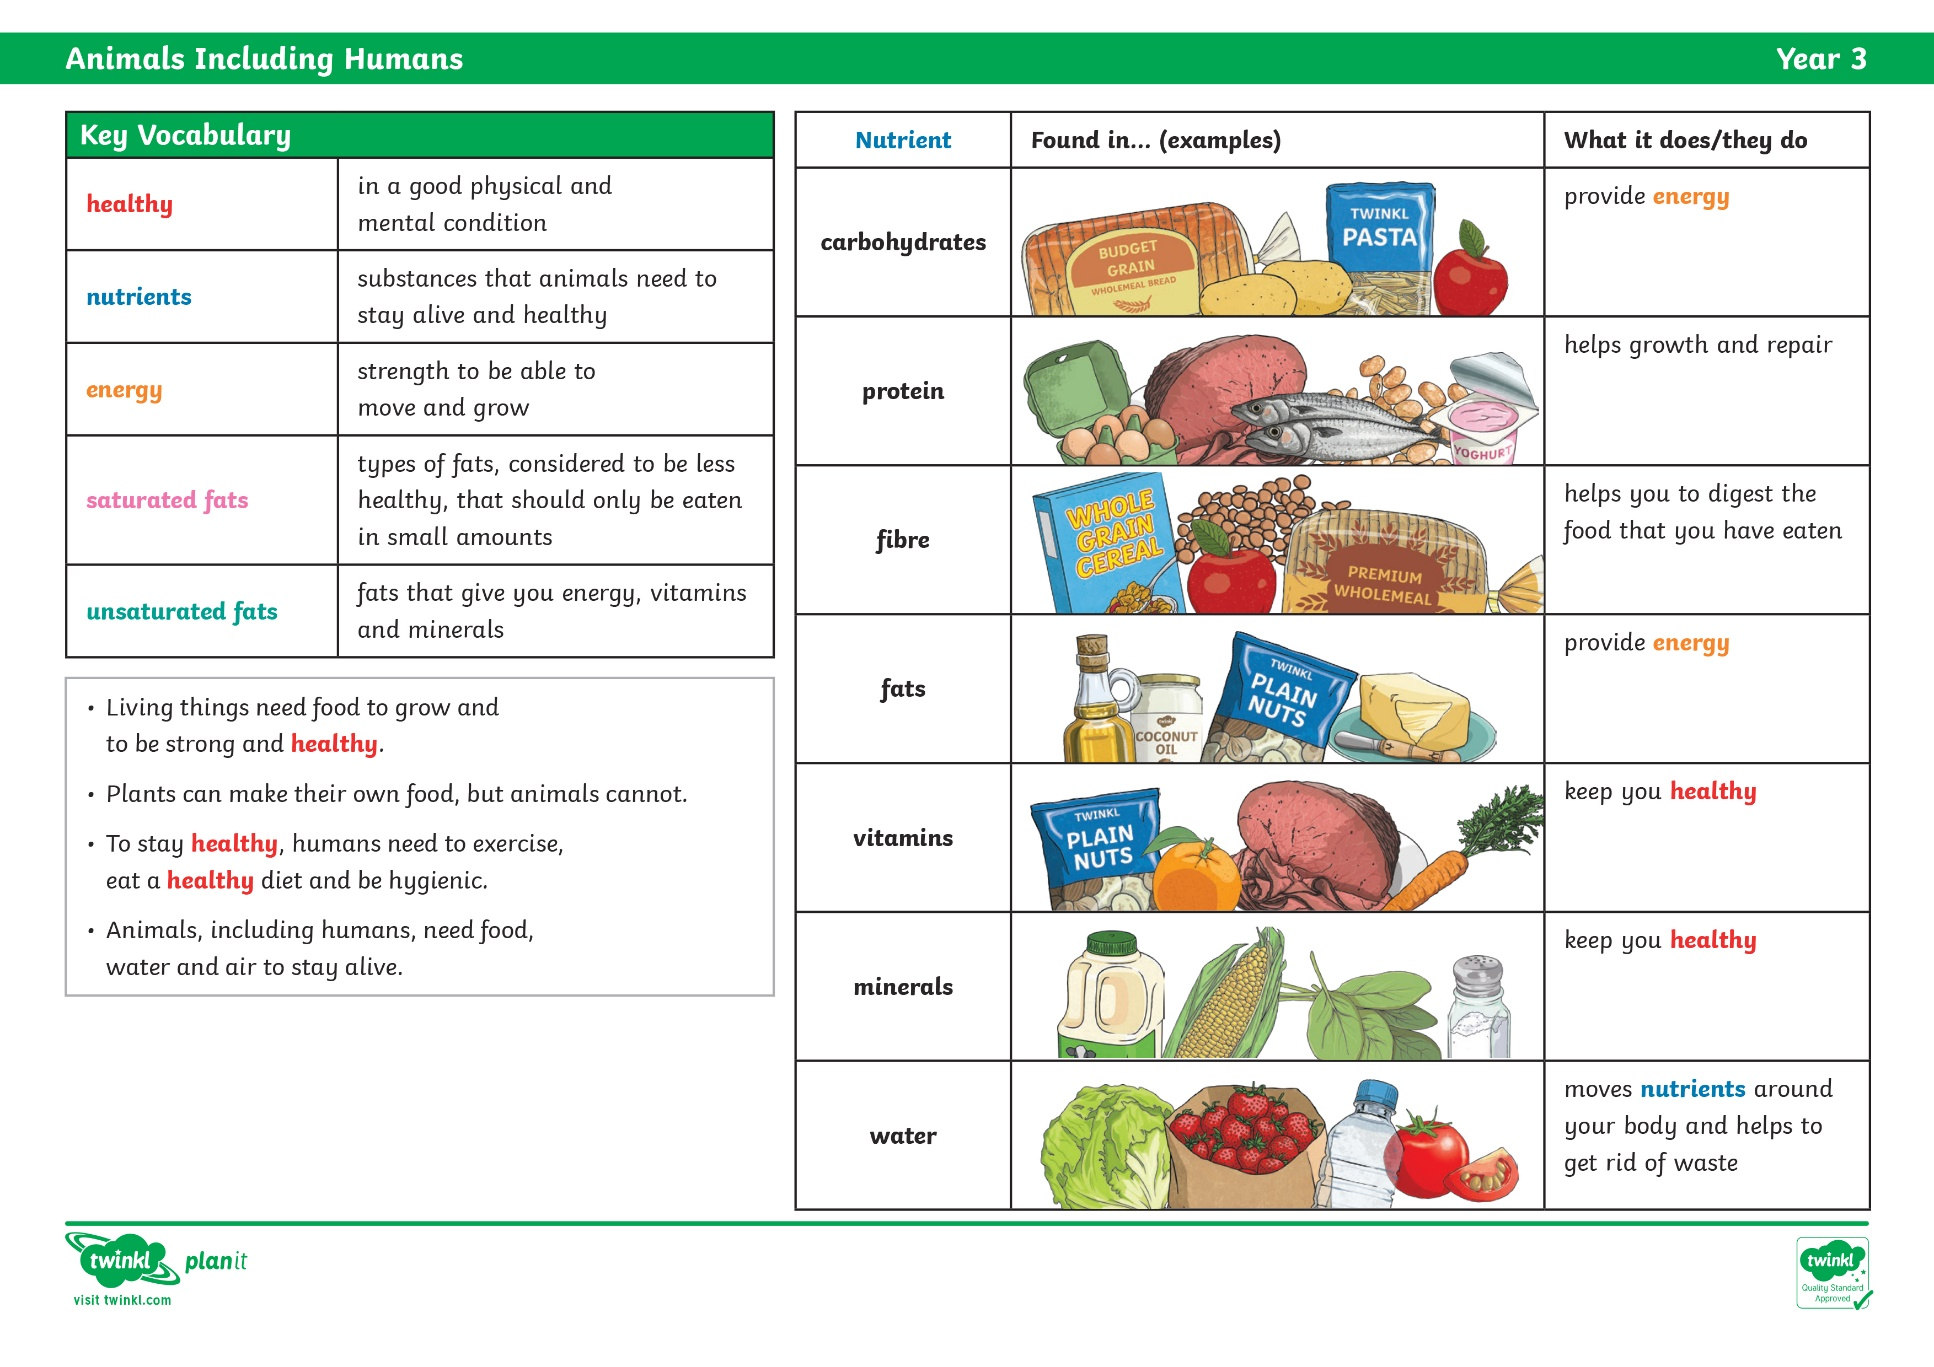 Animals Including Humans
Year 3
Key Vocabulary
healthy
in a good physical and
mental condition
nutrients
substances that animals need to
stay alive and healthy
energy
strength to be able to
move and grow
saturated fats
types of fats, considered to be less
healthy, that should only be eaten
in small amounts
unsaturated fats
fats that give you energy, vitamins
and minerals
• Living things need food to grow and
to be strong and healthy.
• Plants can make their own food, but animals cannot.
• To stay healthy, humans need to exercise,
eat a healthy diet and be hygienic.
• Animals, including humans, need food,
water and air to stay alive.
Nutrient
Found in... (examples)
What it does/they do
carbohydrates
BUDGET
GRAIN
WHOLEMEAL BREAD
TWINKL
PASTA
provide energy
protein
YOGHURT
helps growth and repair
fibre
WHOLE
GRAIN
CEREAL
PREMIUM
WHOLEMEAL
helps you to digest the
food that you have eaten
fats
twinkl
COCONUT
OIL
TWINKL
PLAIN
NUTS
provide energy
vitamins
TWINKL
PLAIN
NUTS
keep you healthy
minerals
keep you healthy
water
moves nutrients around
your body and helps to
get rid of waste
twinkl
planit
visit twinkl.com
twinkl
Quality Standard
Approved